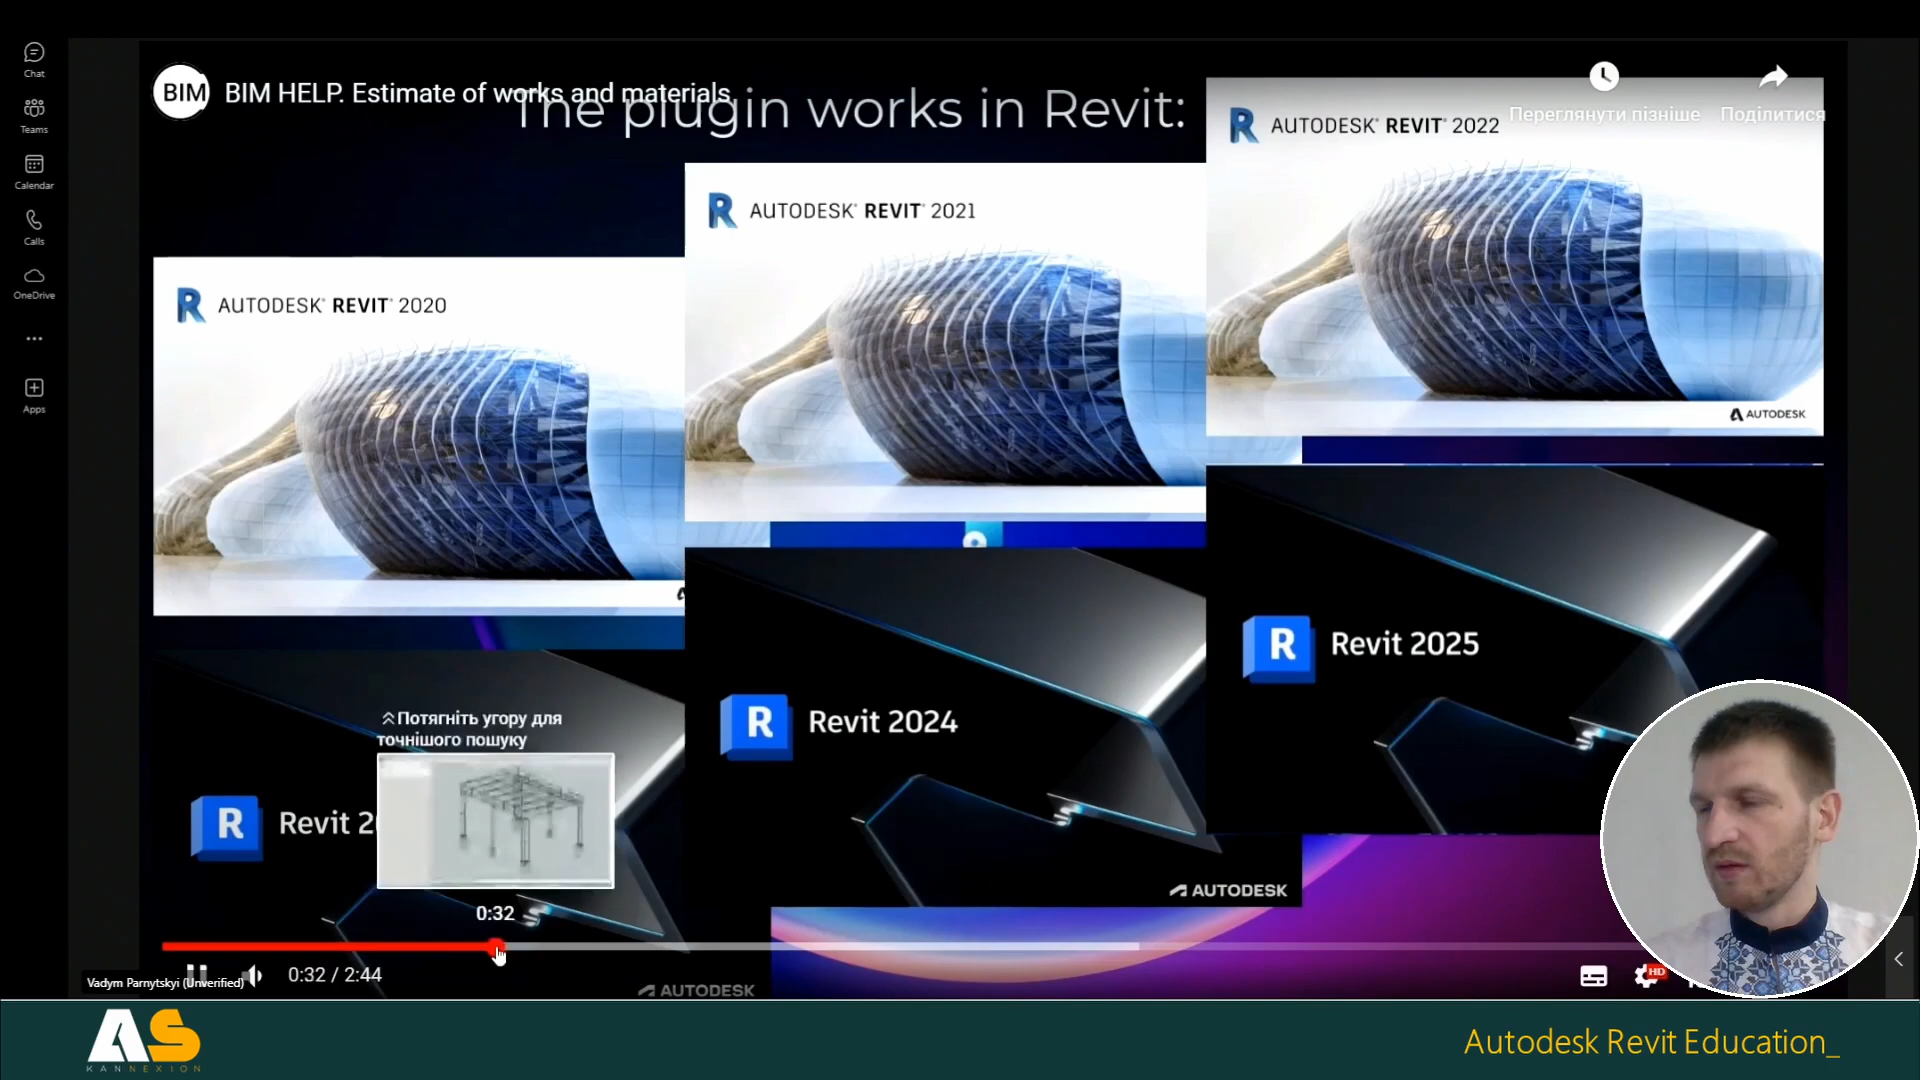 Chat
Teams
Calendar
Calls
OneDrive
Apps
BIM
BIM HELP. Estimate of works and materials
The plugin works in Revit:
Переглянути пізніше
Поділитися
R AUTODESK® REVIT® 2020
R AUTODESK® REVIT® 2021
R AUTODESK® REVIT® 2022
AUTODESK
R Revit 2
R Revit 2024
R Revit 2025
AUTODESK
AUTODESK
Потягніть угору для
точнішого пошуку
0:32
0:32 / 2:44
HD
Vadym Parnytskyi (Unverified)
AS
KANNEXION
Autodesk Revit Education_